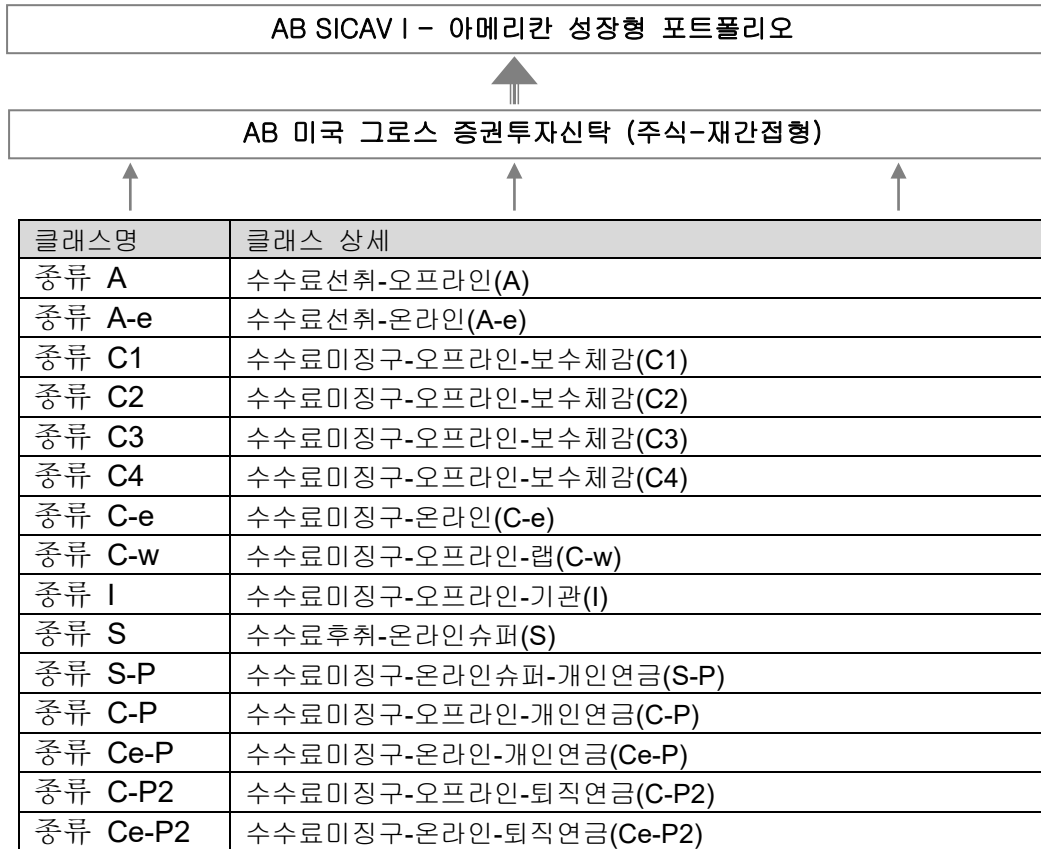 AB SICAV I - 아메리칸 성장형 포트폴리오
AB 미국 그로스 증권투자신탁 (주식-재간접형)
클래스명 클래스 상세
종류 A 수수료선취-오프라인(A)
종류 A-e 수수료선취-온라인(A-e)
종류 C1 수수료미징구-오프라인-보수체감(C1)
종류 C2 수수료미징구-오프라인-보수체감(C2)
종류 C3 수수료미징구-오프라인-보수체감(C3)
종류 C4 수수료미징구-오프라인-보수체감(C4)
종류 C-e 수수료미징구-온라인(C-e)
종류 C-w 수수료미징구-오프라인-랩(C-w)
종류 I 수수료미징구-오프라인-기관(I)
종류 S 수수료후취-온라인슈퍼(S)
종류 S-P 수수료미징구-온라인슈퍼-개인연금(S-P)
종류 C-P 수수료미징구-오프라인-개인연금(C-P)
종류 Ce-P 수수료미징구-온라인-개인연금(Ce-P)
종류 C-P2 수수료미징구-오프라인-퇴직연금(C-P2)
종류 Ce-P2 수수료미징구-온라인-퇴직연금(Ce-P2)